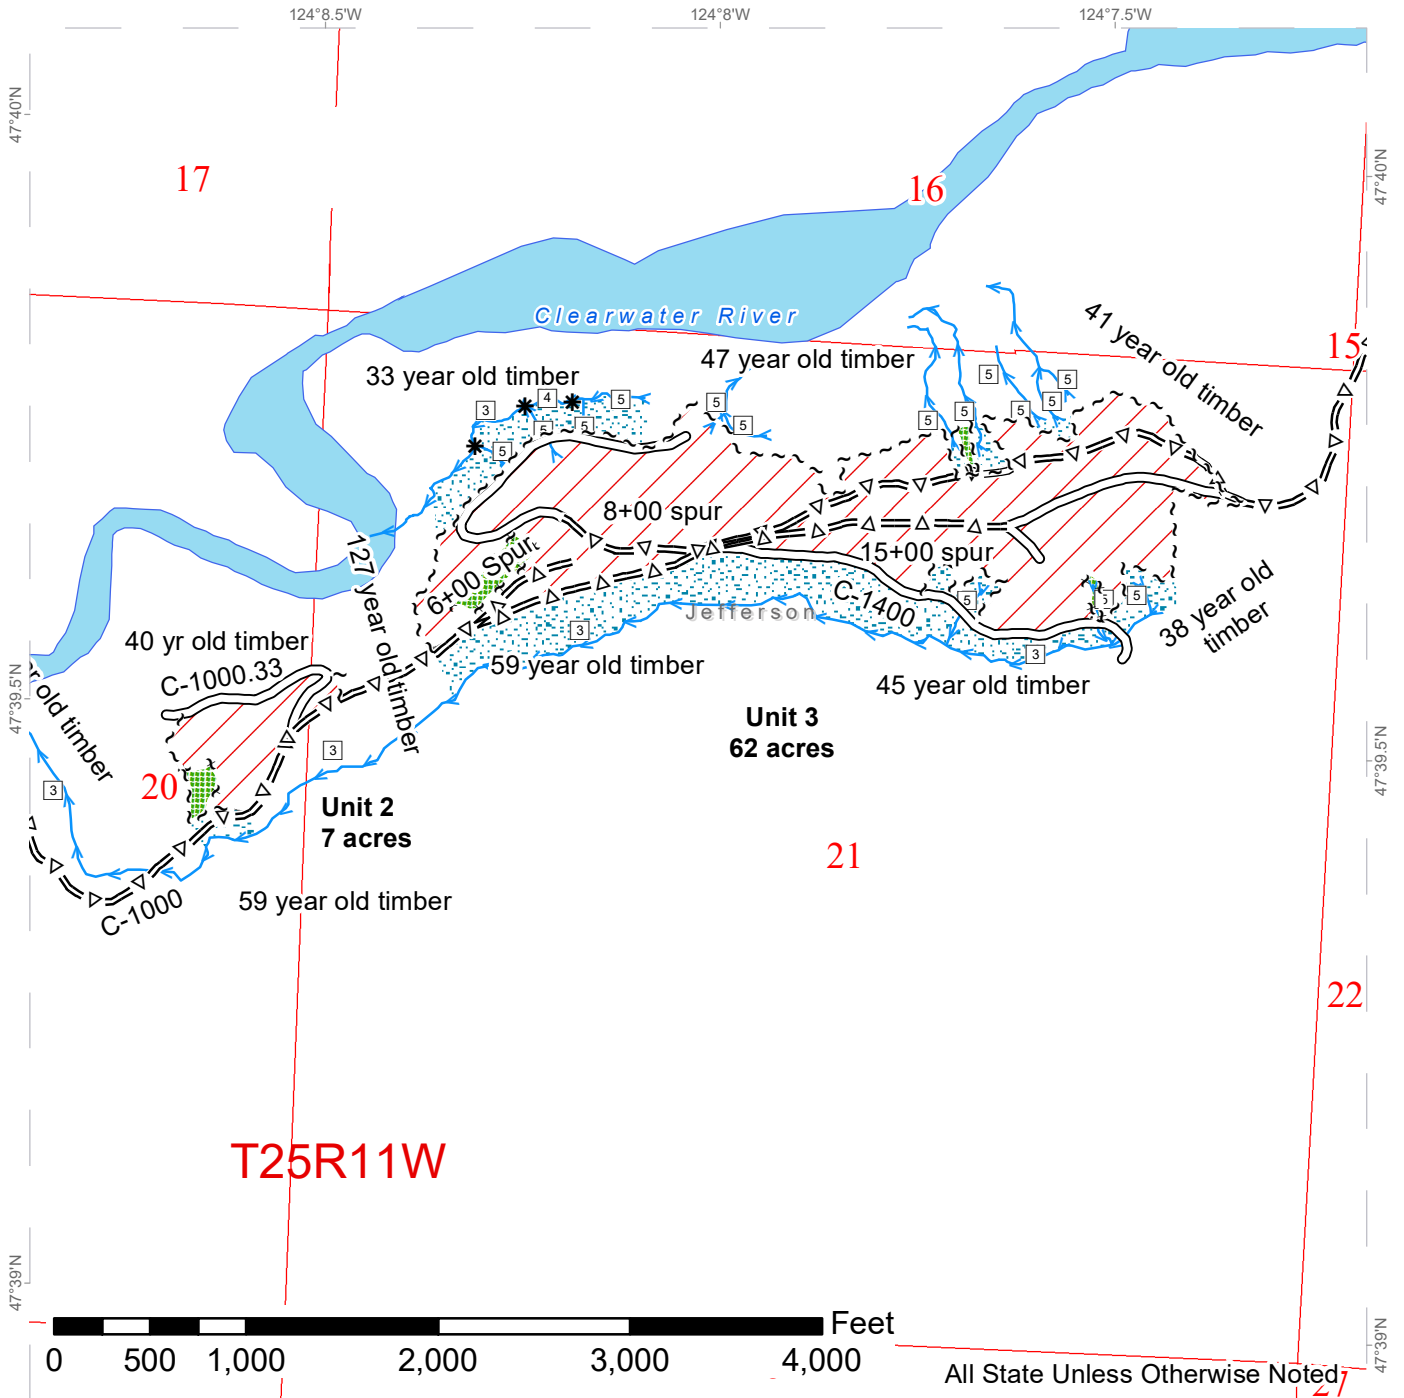 124°8.5'W
124°8'W
124°7.5'W
47°40'N
47°40'N
17
16
Clearwater River
15
41 year old timber
47 year old timber
33 year old timber
3
4
5
5
5
5
5
5
5
5
5
5
5
5
5
8+00 spur
15+00 spur
6+00 Spur
C-1400
Jefferson
127 year old timber
38 year old
timber
5
5
5
3
3
40 yr old timber
C-1000.33
59 year old timber
45 year old timber
old timber
47°39.5'N
47°39.5'N
Unit 3
62 acres
3
3
20
Unit 2
7 acres
21
C-1000
59 year old timber
22
T25R11W
47°39'N
47°39'N
Feet
0 500 1,000 2,000 3,000 4,000
All State Unless Otherwise Noted